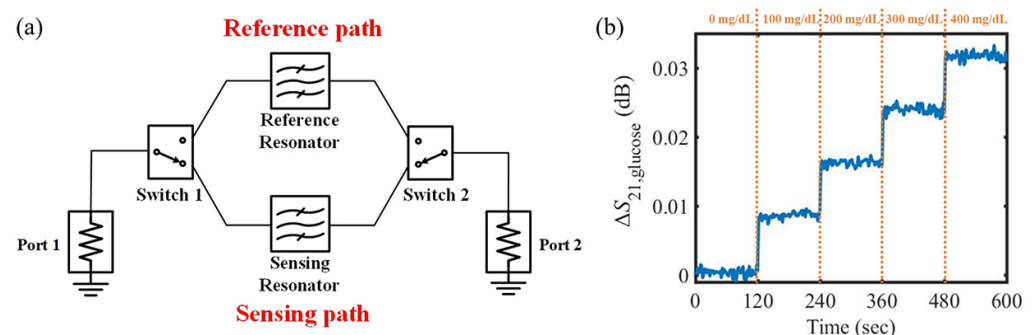 (a)
Reference path
Reference
Resonator
Switch 1
Switch 2
Port 1
Port 2
Sensing
Resonator
Sensing path
(b)
0 mg/dL 100 mg/dL 200 mg/dL 300 mg/dL 400 mg/dL
ΔS21,glucose (dB)
0.03
0.02
0.01
0
0 120 240 360 480 600
Time (sec)